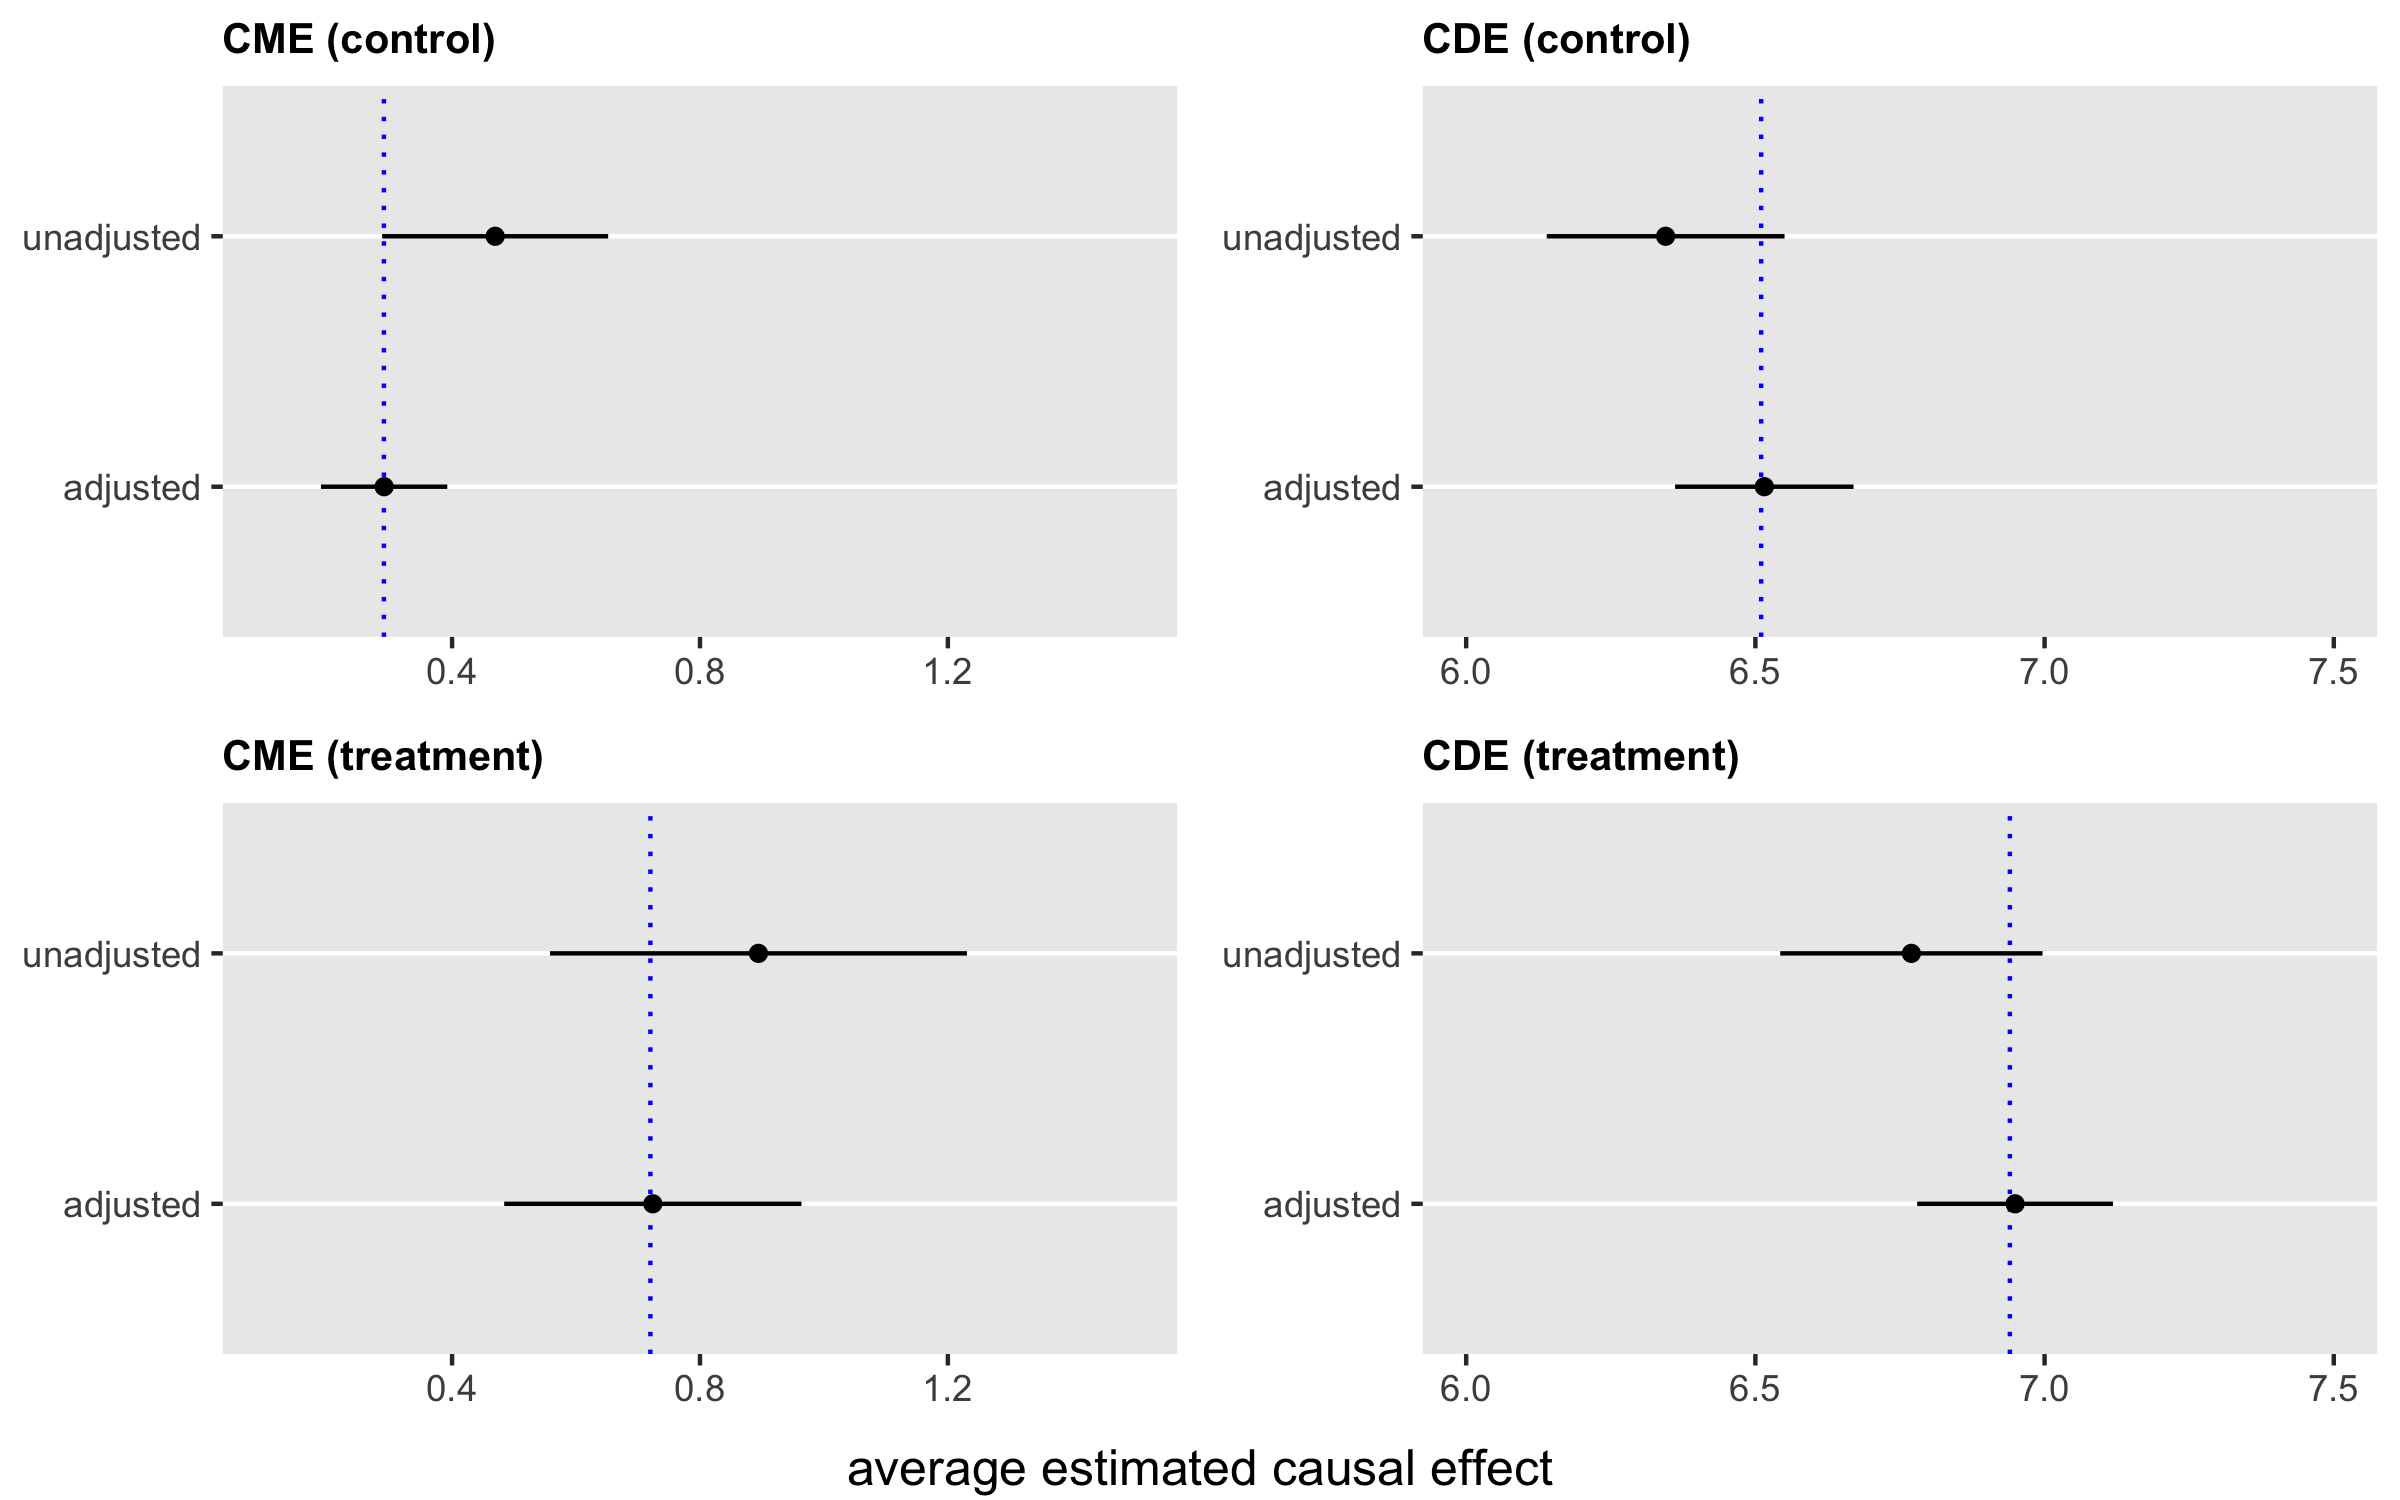 CME (control)
unadjusted
adjusted
0.4 0.8 1.2
CDE (control)
unadjusted
adjusted
6.0 6.5 7.0 7.5
CME (treatment)
unadjusted
adjusted
0.4 0.8 1.2
CDE (treatment)
unadjusted
adjusted
6.0 6.5 7.0 7.5
average estimated causal effect